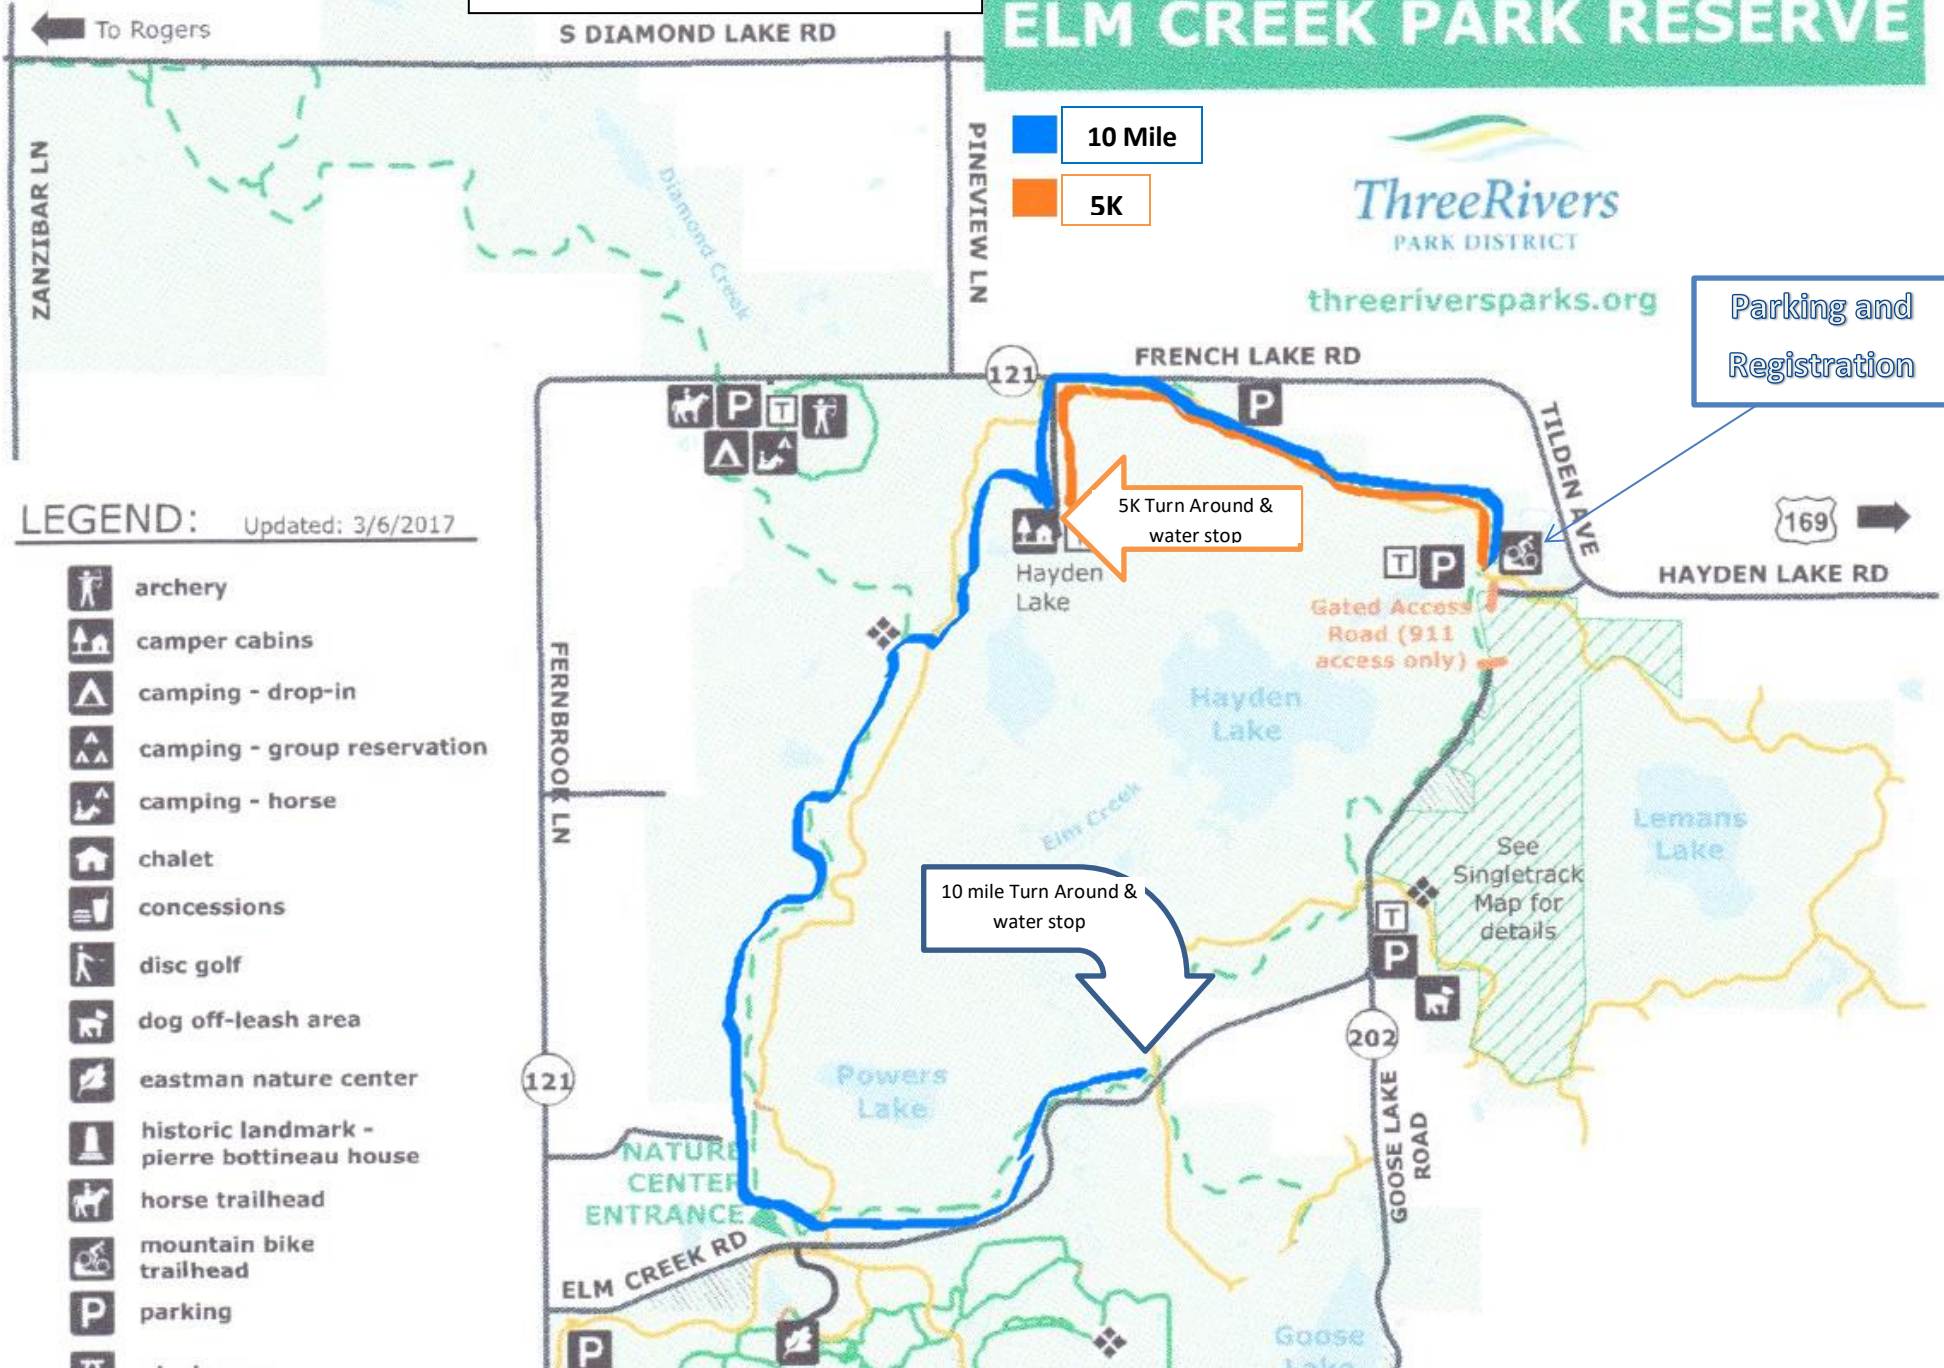 To Rogers
S DIAMOND LAKE RD
ELM CREEK PARK RESERVE
10 Mile
5K
ThreeRivers
PARK DISTRICT
threeriversparks.org
ZANZIBAR LN
PINEVIEW LN
Diamond Creek
Parking and
Registration
121
FRENCH LAKE RD
P
T
P
TILDEN AVE
169
HAYDEN LAKE RD
5K Turn Around &
water stop
Hayden
Lake
T
P
Gated Access
Road (911
access only)
LEGEND:
Updated: 3/6/2017
archery
camper cabins
camping - drop-in
camping - group reservation
camping - horse
chalet
concessions
disc golf
dog off-leash area
eastman nature center
historic landmark -
pierre bottineau house
horse trailhead
mountain bike
trailhead
P
parking
FERNBROOK LN
Hayden
Lake
Elm Creek
Lemans
Lake
See
Singletrack
Map for
details
10 mile Turn Around &
water stop
T
P
202
121
Powers
Lake
GOOSE LAKE
ROAD
NATURE
CENTER
ENTRANCE
ELM CREEK RD
P
Goose